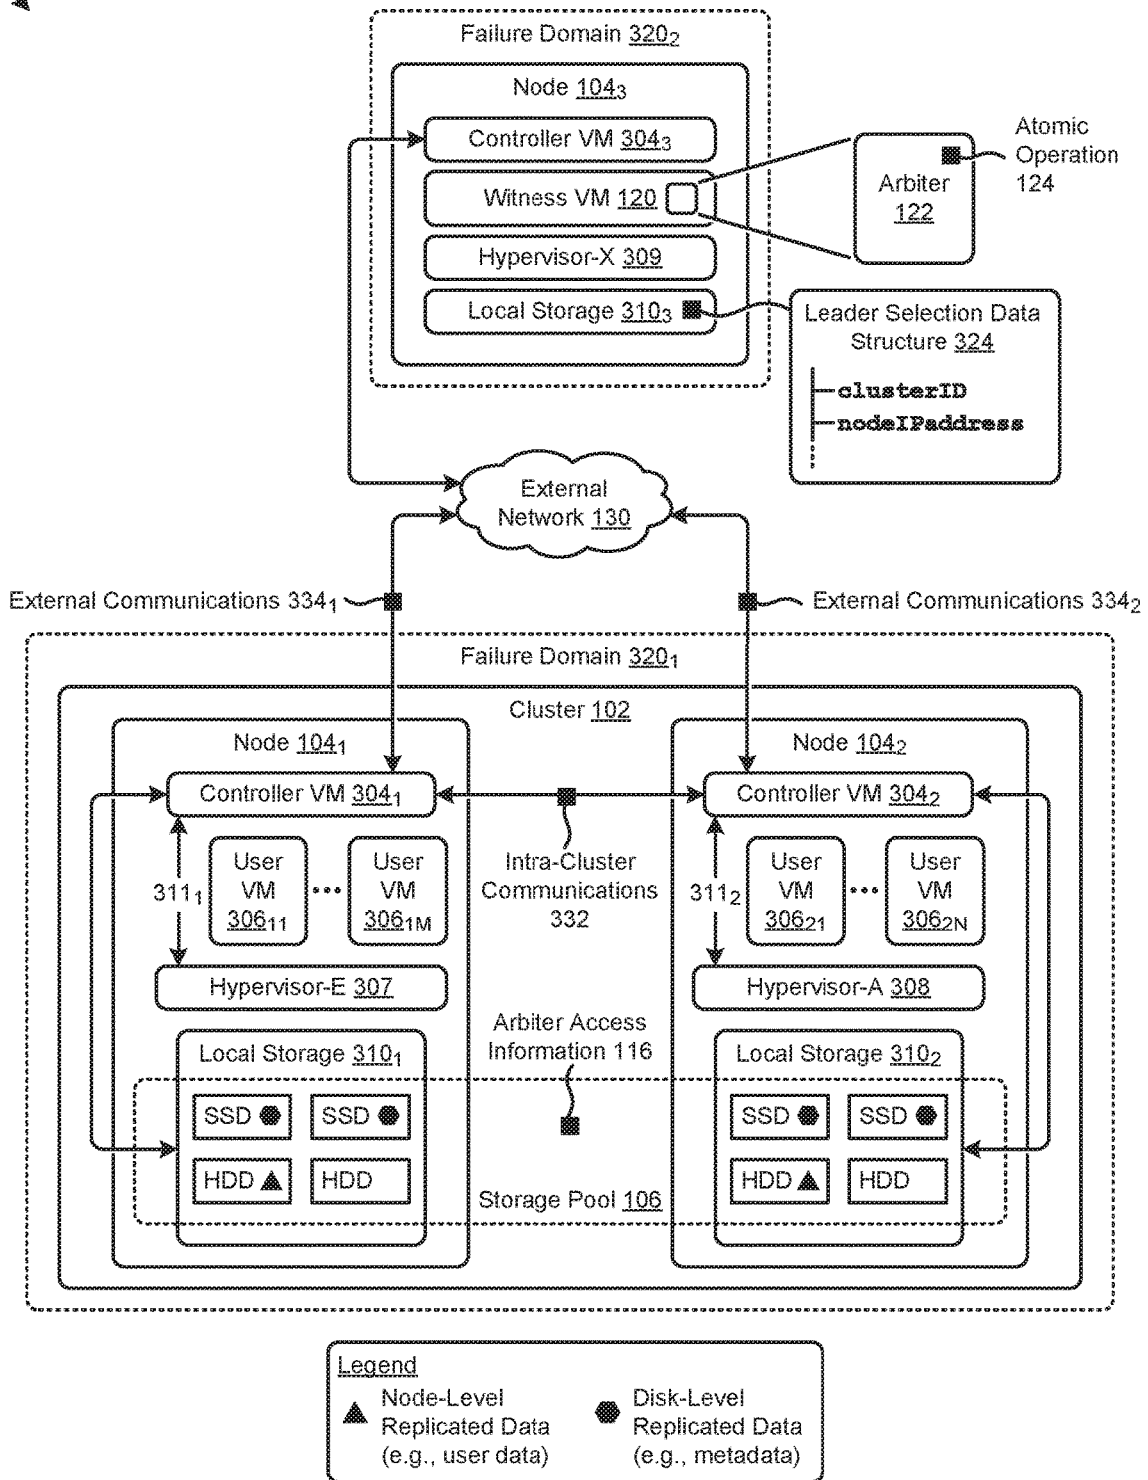 Failure Domain 320₂
Node 104₃
Controller VM 304₃
Witness VM 120
Hypervisor-X 309
Local Storage 310₃
Arbiter
122
Atomic
Operation
124
Leader Selection Data
Structure 324
clusterID
nodeIPaddress
External
Network 130
External Communications 334₁
External Communications 334₂
Failure Domain 320₁
Cluster 102
Node 104₁
Controller VM 304₁
311₁
User
VM
306₁₁
...
User
VM
306₁M
Hypervisor-E 307
Local Storage 310₁
SSD
SSD
HDD
HDD
Intra-Cluster
Communications
332
Arbiter Access
Information 116
Storage Pool 106
Node 104₂
Controller VM 304₂
311₂
User
VM
306₂₁
...
User
VM
306₂N
Hypervisor-A 308
Local Storage 310₂
SSD
SSD
HDD
HDD
Legend
Node-Level
Replicated Data
(e.g., user data)
Disk-Level
Replicated Data
(e.g., metadata)